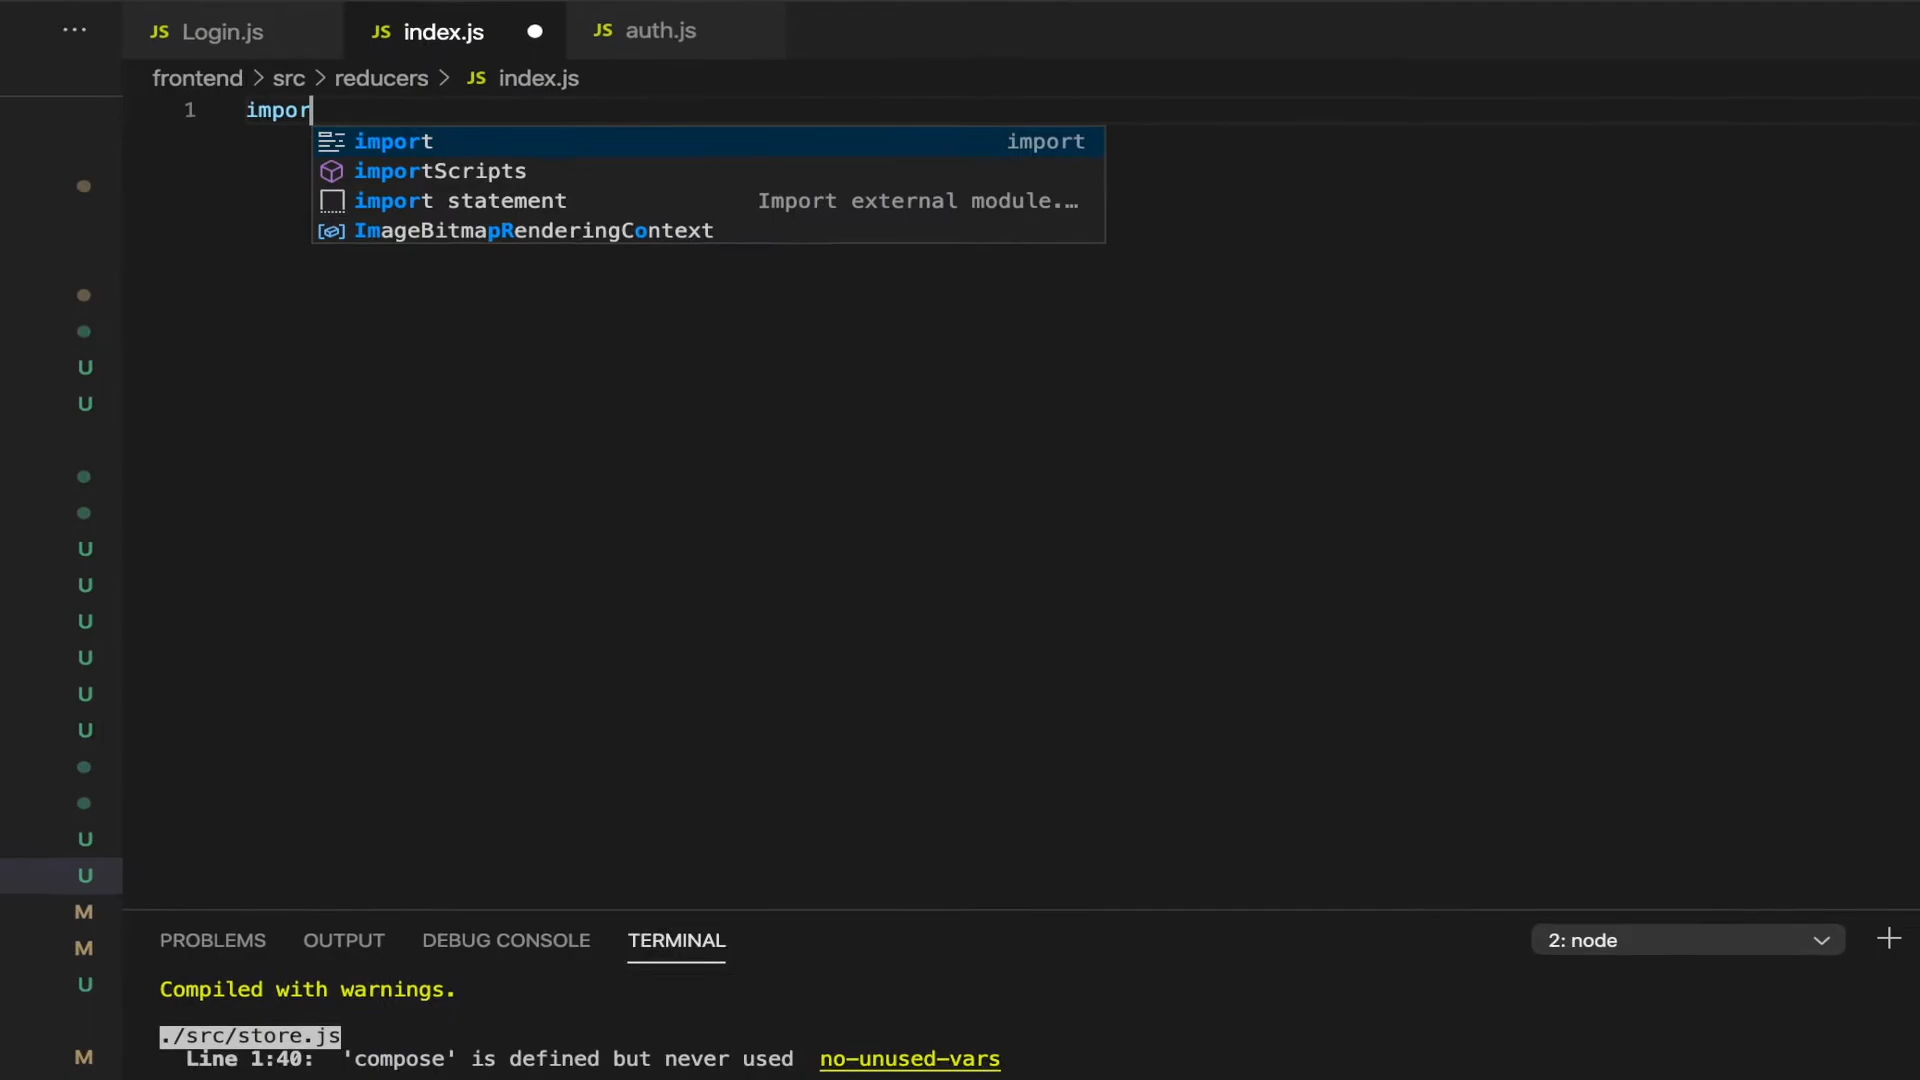 ... JS Login.js JS index.js JS auth.js
frontend > src > reducers > JS index.js
1 impor
import import
importScripts
import statement Import external module.…
ImageBitmapRenderingContext
U
U
U
U
U
U
U
U
U
U
M
M
U
M
PROBLEMS OUTPUT DEBUG CONSOLE TERMINAL 2: node
Compiled with warnings.
./src/store.js
Line 1:40: 'compose' is defined but never used no-unused-vars